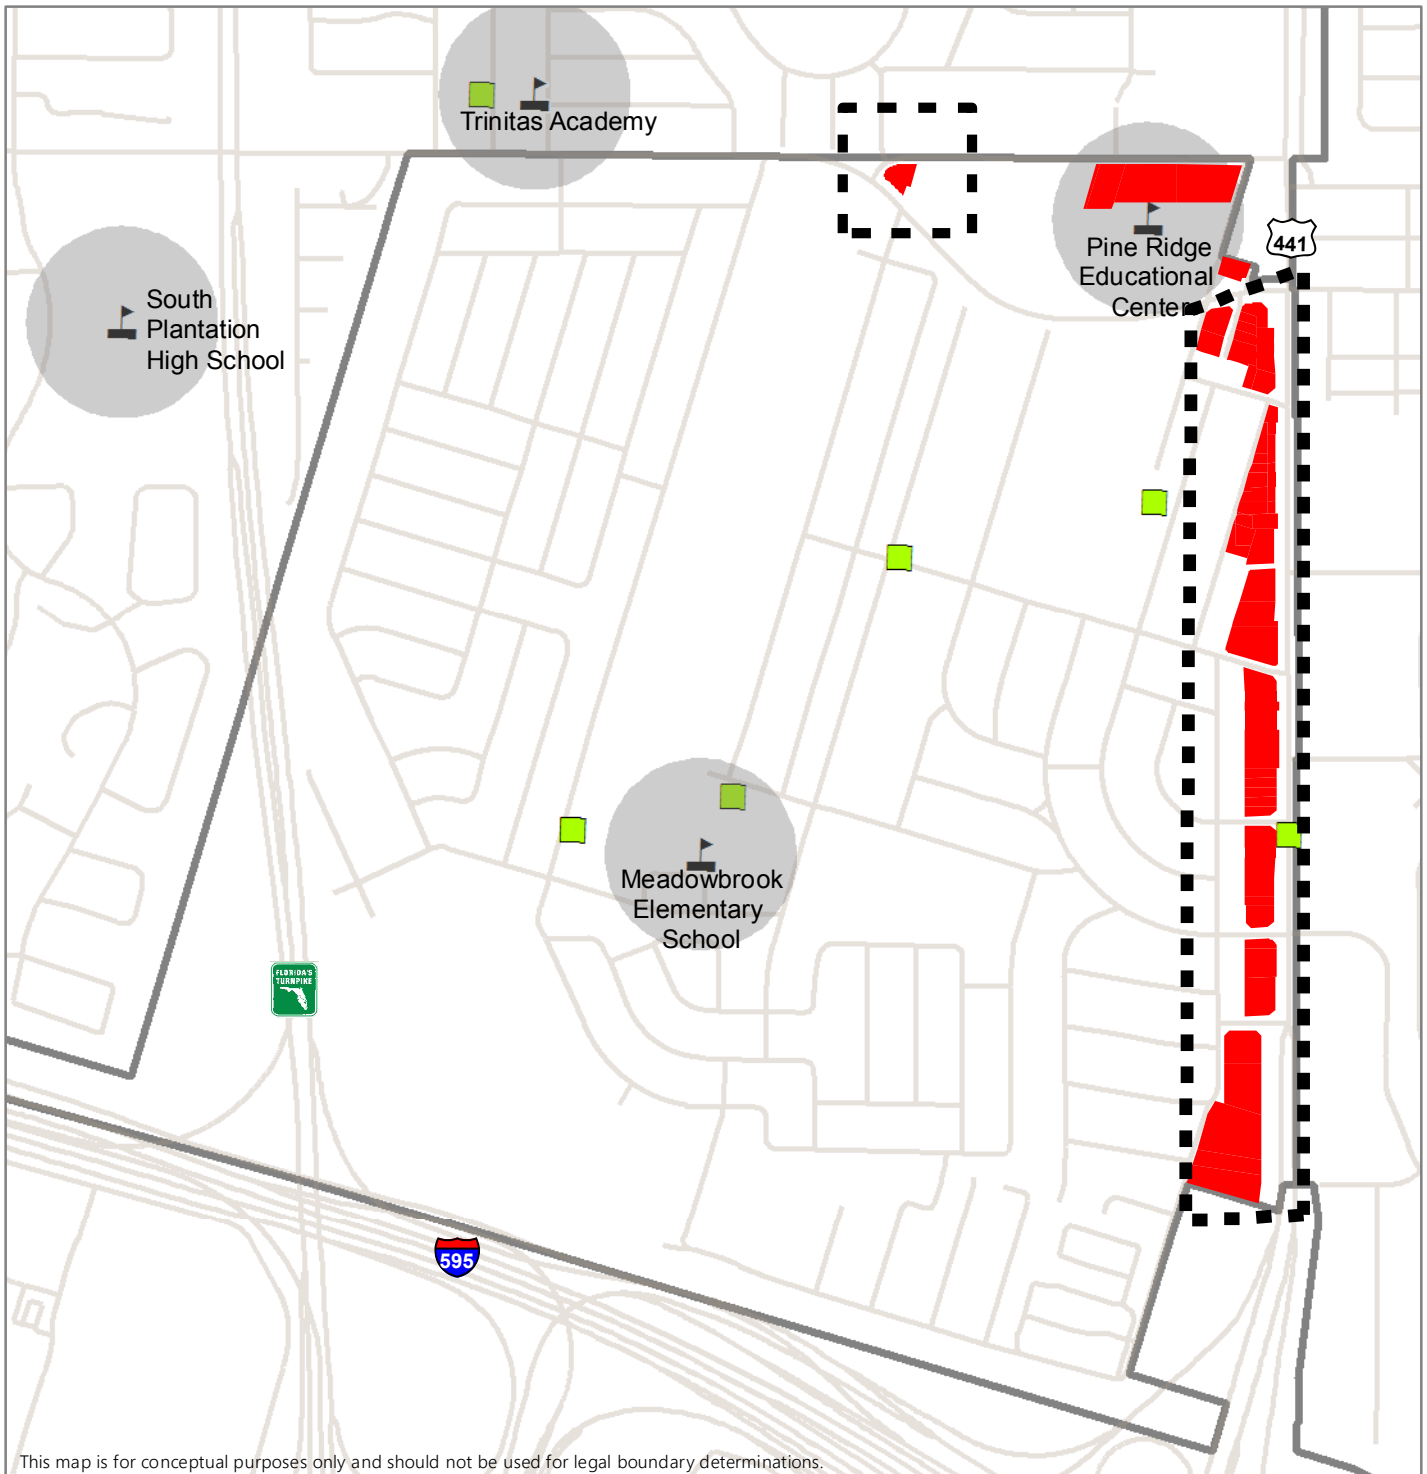 Trinitas Academy
441
Pine Ridge
Educational
Center
South
Plantation
High School
Meadowbrook
Elementary
School
FLORIDA'S
TURNPIKE
595
This map is for conceptual purposes only and should not be used for legal boundary determinations.